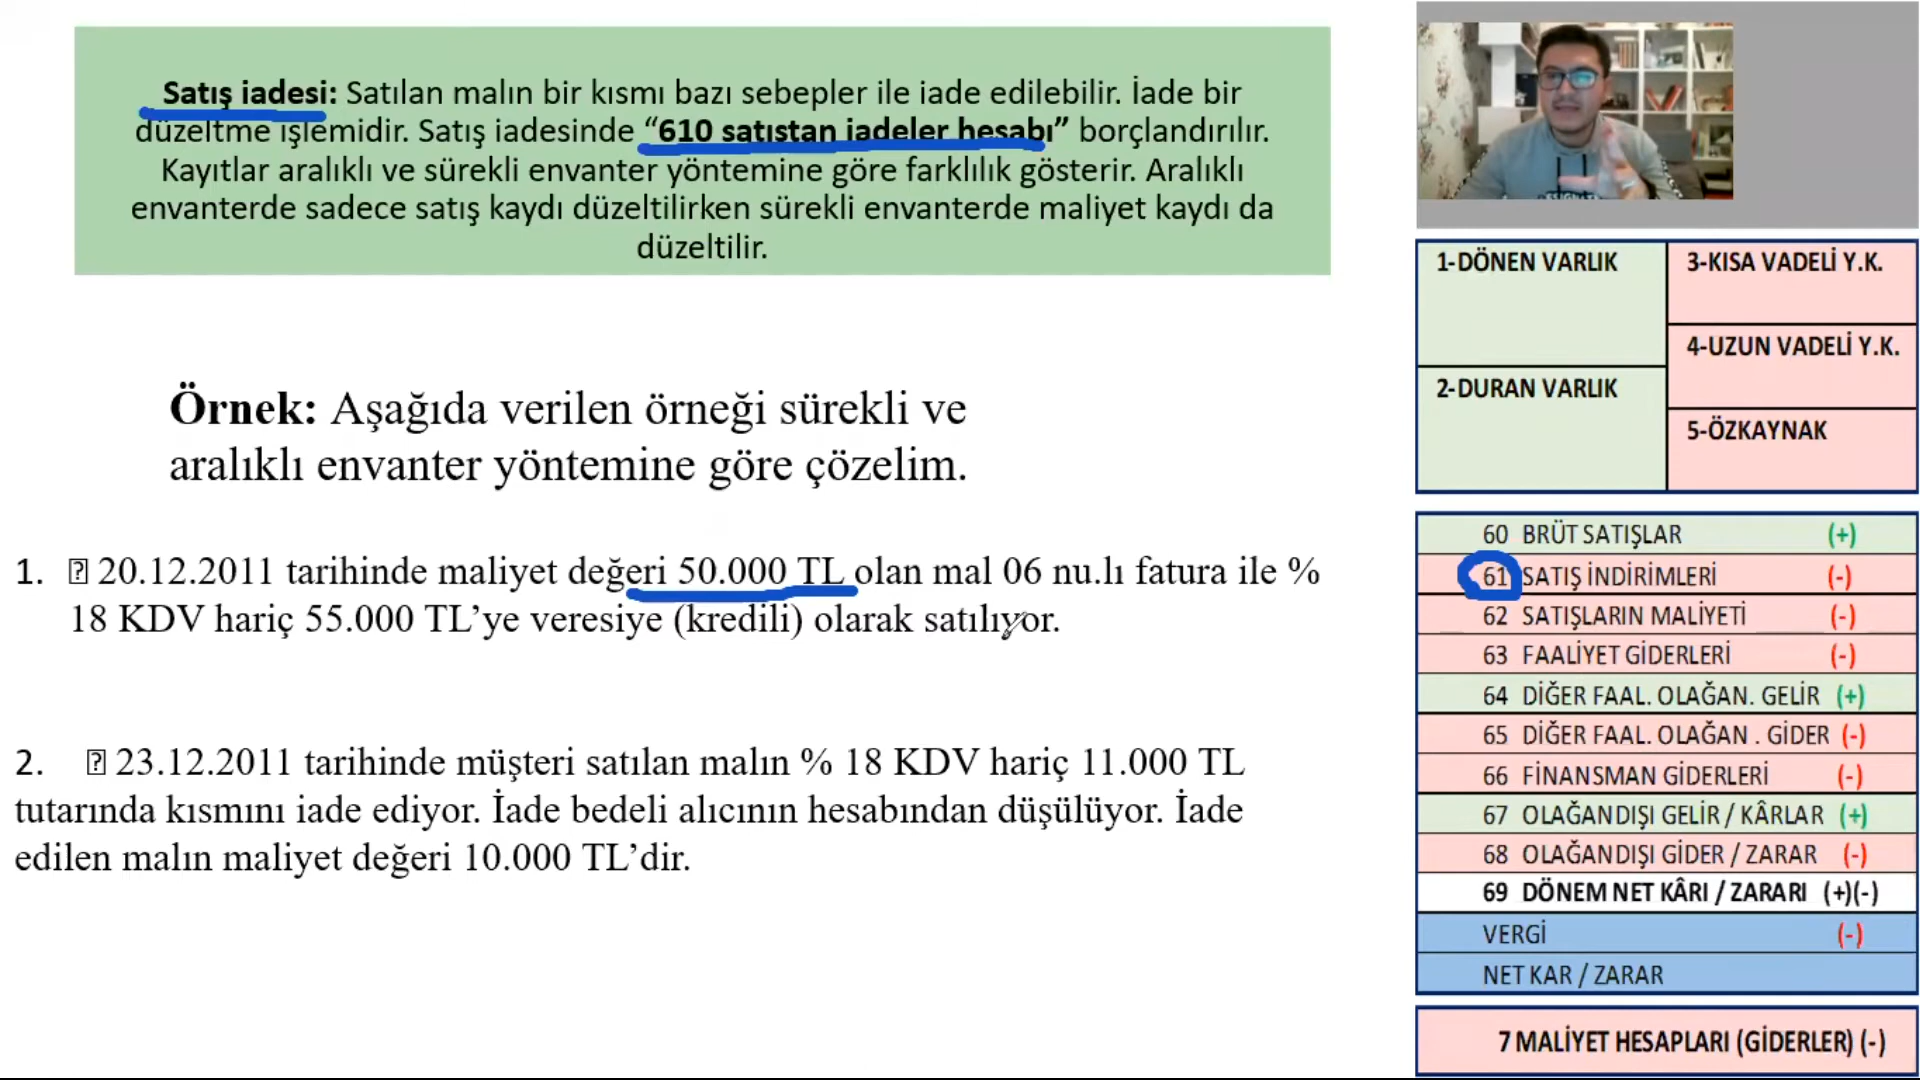 Satış iadesi: Satılan malın bir kısmı bazı sebepler ile iade edilebilir. İade bir
düzeltme işlemidir. Satış iadesinde “610 satıstan iadeler hesabı” borçlandırılır.
Kayıtlar aralıklı ve sürekli envanter yöntemine göre farklılık gösterir. Aralıklı
envanterde sadece satış kaydı düzeltilirken sürekli envanterde maliyet kaydı da
düzeltilir.
Örnek: Aşağıda verilen örneği sürekli ve
aralıklı envanter yöntemine göre çözelim.
1. 20.12.2011 tarihinde maliyet değeri 50.000 TL olan mal 06 nu.lı fatura ile %
18 KDV hariç 55.000 TL’ye veresiye (kredili) olarak satılıyor.
2. 23.12.2011 tarihinde müşteri satılan malın % 18 KDV hariç 11.000 TL
tutarında kısmını iade ediyor. İade bedeli alıcının hesabından düşülüyor. İade
edilen malın maliyet değeri 10.000 TL’dir.
1-DÖNEN VARLIK
3-KISA VADELİ Y.K.
4-UZUN VADELİ Y.K.
2-DURAN VARLIK
5-ÖZKAYNAK
60 BRÜT SATIŞLAR (+)
61 SATIŞ İNDİRİMLERİ (-)
62 SATIŞLARIN MALİYETİ (-)
63 FAALİYET GİDERLERİ (-)
64 DİĞER FAAL. OLAĞAN. GELİR (+)
65 DİĞER FAAL. OLAĞAN . GİDER (-)
66 FİNANSMAN GİDERLERİ (-)
67 OLAĞANDIŞI GELİR / KÂRLAR (+)
68 OLAĞANDIŞI GİDER / ZARAR (-)
69 DÖNEM NET KÂRI / ZARARI (+)(-)
VERGİ (-)
NET KAR / ZARAR
7 MALİYET HESAPLARI (GİDERLER) (-)